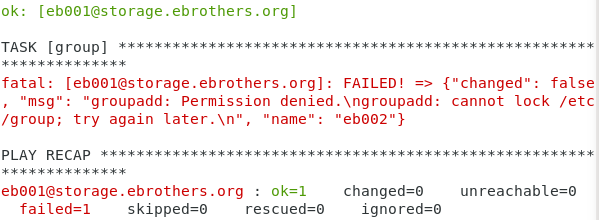 ok: [eb001@storage.ebrothers.org]
TASK [group] *****************************************************
**************
fatal: [eb001@storage.ebrothers.org]: FAILED! => {"changed": false
, "msg": "groupadd: Permission denied.\ngroupadd: cannot lock /etc
/group; try again later.\n", "name": "eb002"}
PLAY RECAP *******************************************************
**************
eb001@storage.ebrothers.org : ok=1    changed=0    unreachable=0
  failed=1    skipped=0    rescued=0    ignored=0